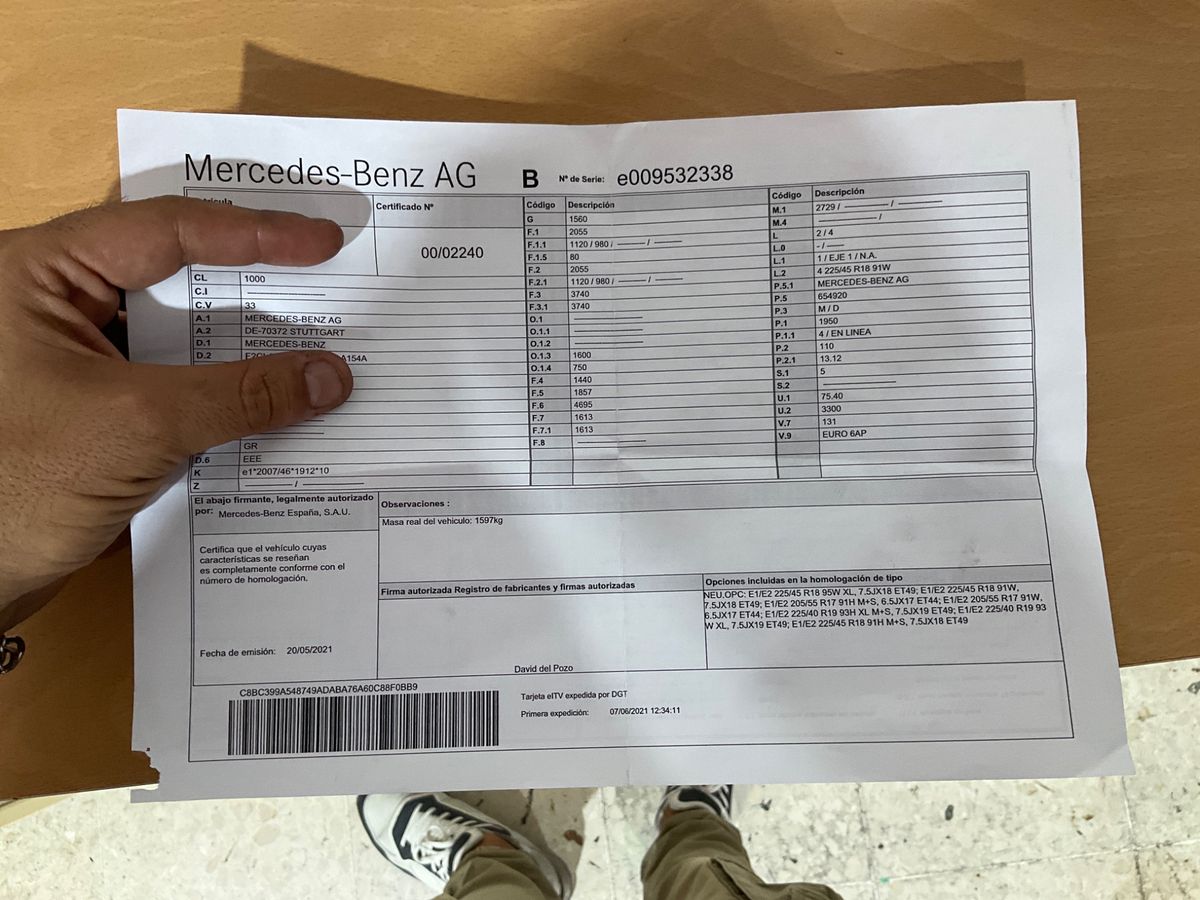 Mercedes-Benz AG B Nº de Serie: e009532338
Certificado Nº
00/02240
CL 1000
C.I
C.V 33
A.1 MERCEDES-BENZ AG
A.2 DE-70372 STUTTGART
D.1 MERCEDES-BENZ
D.2 A154A
GR
D.6 EEE
K e1*2007/46*1912*10
Z /
Código Descripción
G 1560
F.1 2055
F.1.1 1120 / 980 / /
F.1.5 80
F.2 2055
F.2.1 1120 / 980 / /
F.3 3740
F.3.1 3740
O.1
O.1.1
O.1.2
O.1.3 1600
O.1.4 750
F.4 1440
F.5 1857
F.6 4695
F.7 1613
F.7.1 1613
F.8
Código Descripción
M.1 2729 / / 
M.4 /
L 2 / 4
L.0 - /
L.1 1 / EJE 1 / N.A.
L.2 4 225/45 R18 91W
P.5.1 MERCEDES-BENZ AG
P.5 654920
P.3 M / D
P.1 1950
P.1.1 4 / EN LINEA
P.2 110
P.2.1 13.12
S.1 5
S.2
U.1 75.40
U.2 3300
V.7 131
V.9 EURO 6AP
El abajo firmante, legalmente autorizado
por: Mercedes-Benz España, S.A.U.
Certifica que el vehículo cuyas
características se reseñan
es completamente conforme con el
número de homologación.
Fecha de emisión: 20/05/2021
Observaciones :
Masa real del vehiculo: 1597kg
Firma autorizada Registro de fabricantes y firmas autorizadas
David del Pozo
Opciones incluidas en la homologación de tipo
NEU,OPC: E1/E2 225/45 R18 95W XL, 7.5JX18 ET49; E1/E2 225/45 R18 91W,
7.5JX18 ET49; E1/E2 205/55 R17 91H M+S, 6.5JX17 ET44; E1/E2 205/55 R17 91W,
6.5JX17 ET44; E1/E2 225/40 R19 93H XL M+S, 7.5JX19 ET49; E1/E2 225/40 R19 93
W XL, 7.5JX19 ET49; E1/E2 225/45 R18 91H M+S, 7.5JX18 ET49
C8BC399A548749ADABA76A60C88F0BB9
Tarjeta eITV expedida por DGT
Primera expedición: 07/06/2021 12:34:11